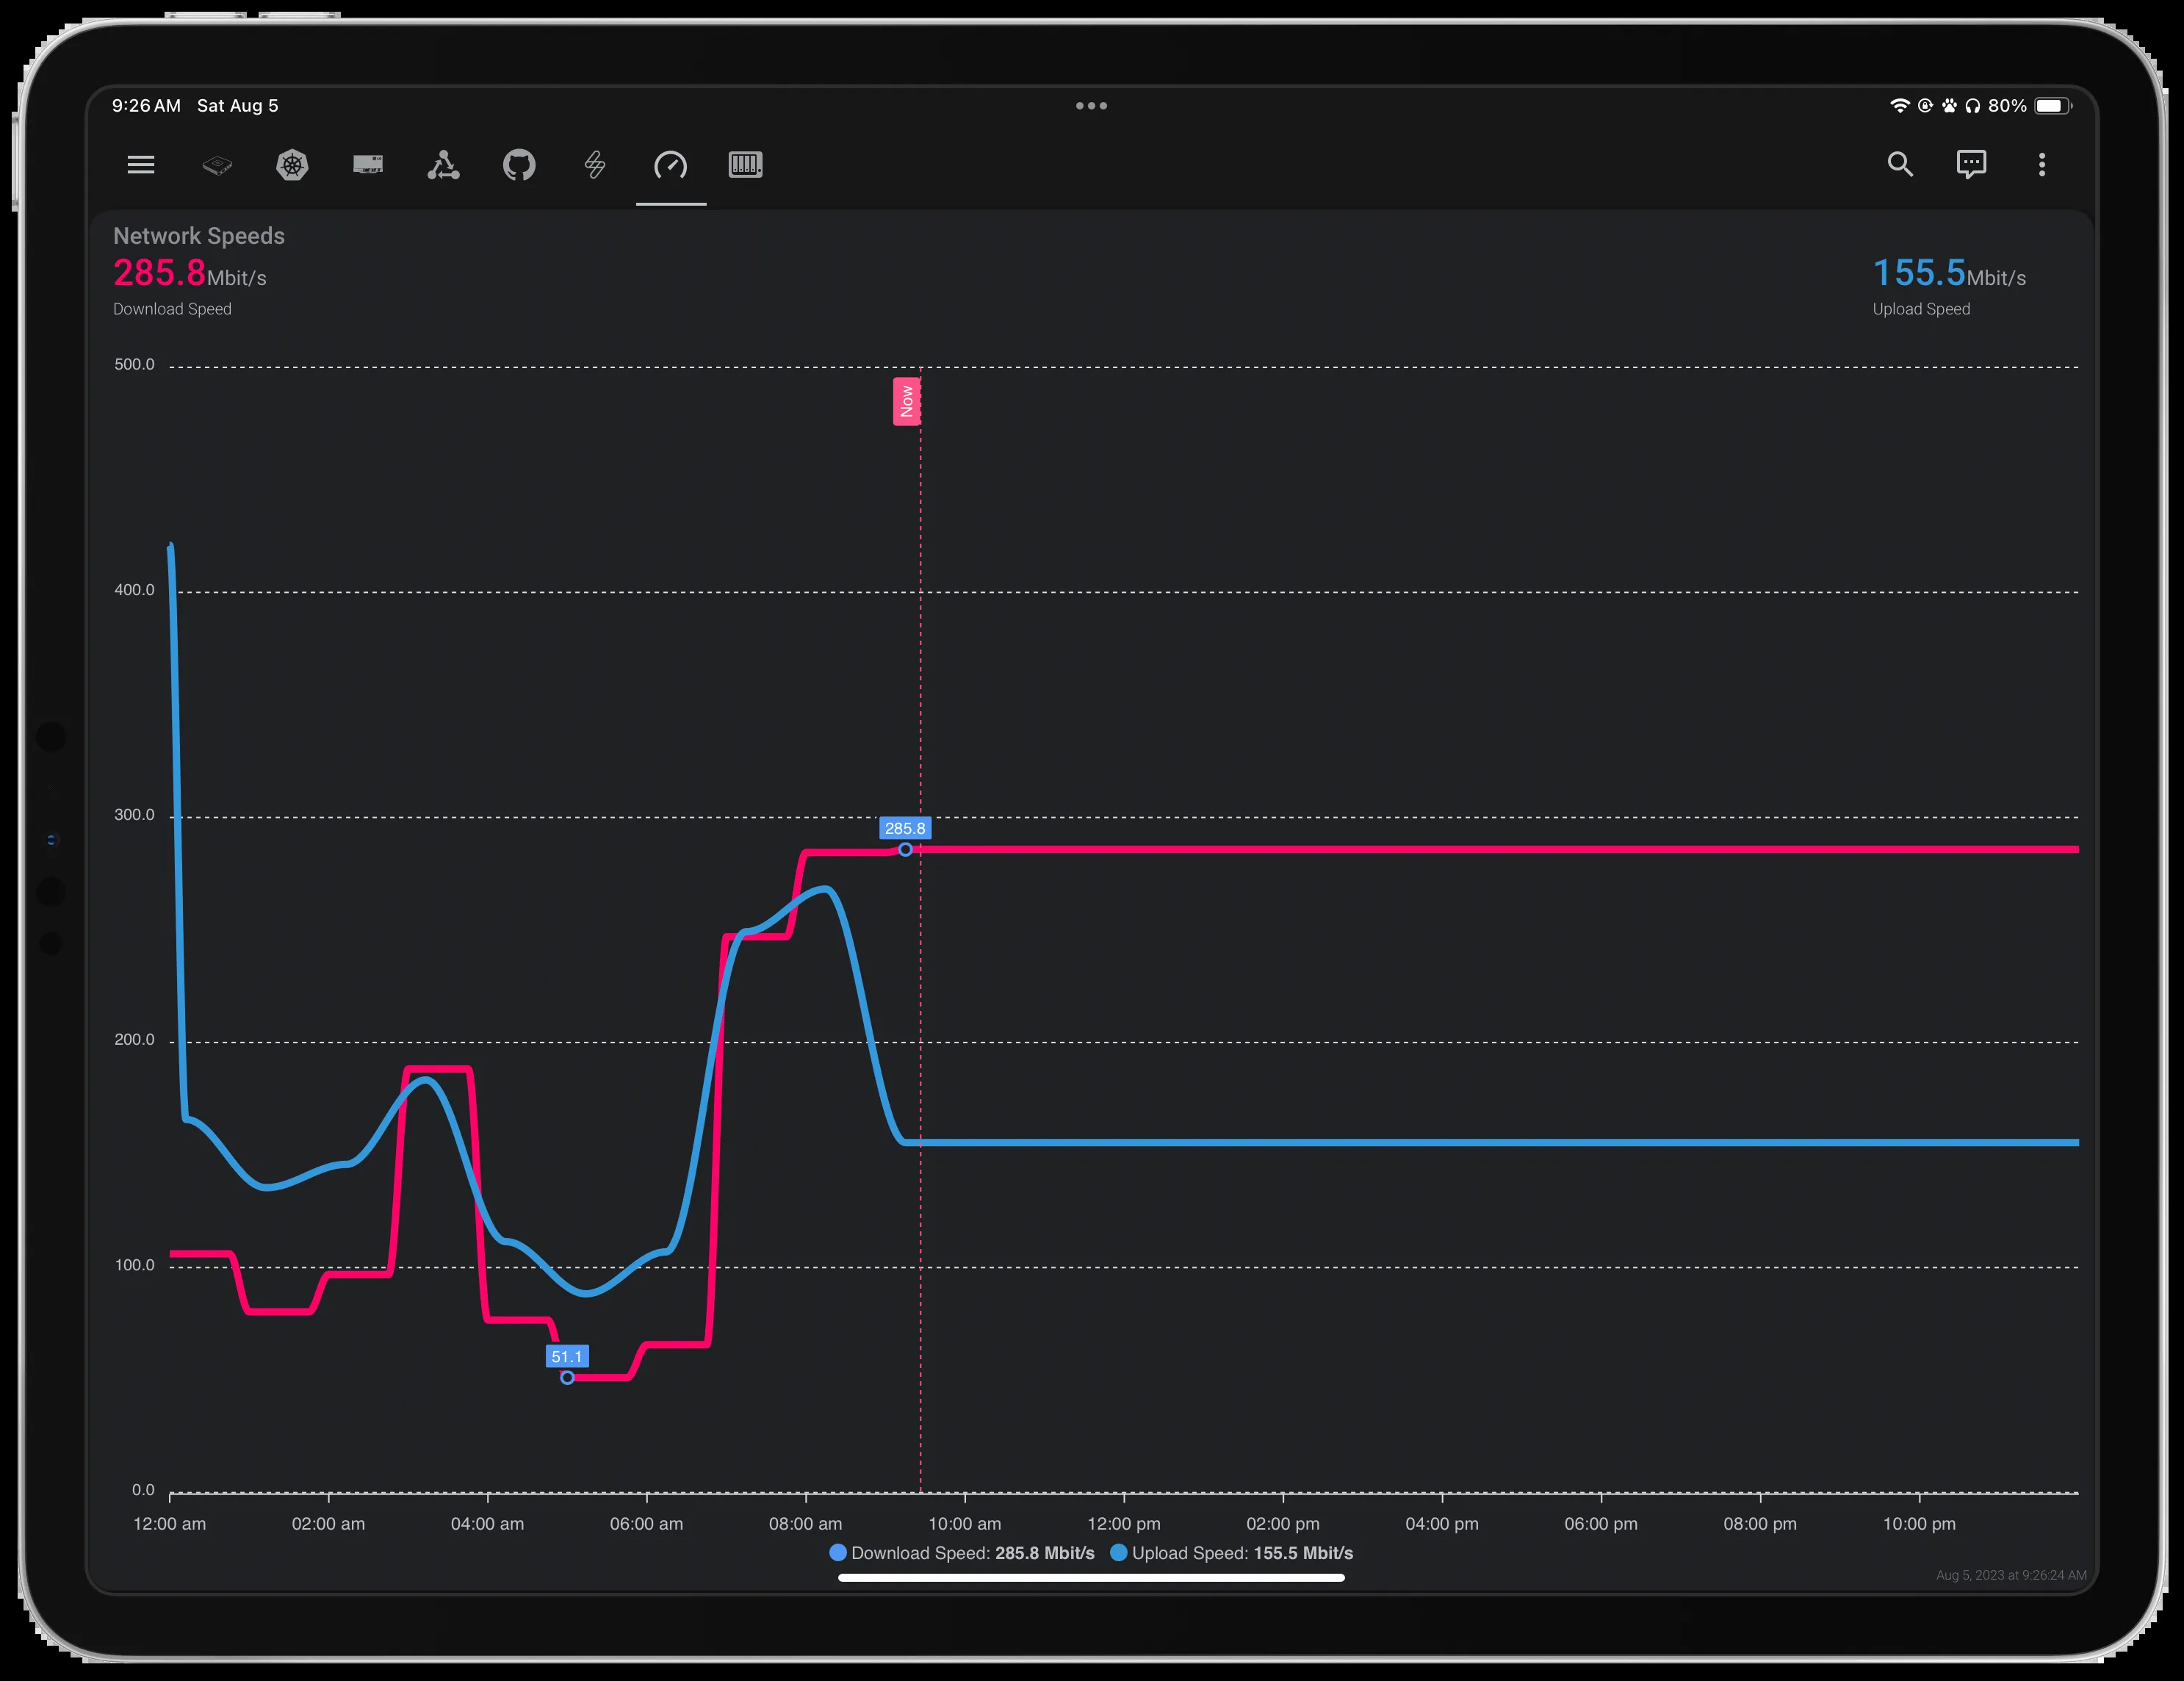 9:26 AM Sat Aug 5
80%
Network Speeds
285.8Mbit/s
Download Speed
155.5Mbit/s
Upload Speed
500.0
Now
400.0
300.0
285.8
200.0
100.0
51.1
0.0
12:00 am 02:00 am 04:00 am 06:00 am 08:00 am 10:00 am 12:00 pm 02:00 pm 04:00 pm 06:00 pm 08:00 pm 10:00 pm
Download Speed: 285.8 Mbit/s Upload Speed: 155.5 Mbit/s
Aug 5, 2023 at 9:26:24 AM